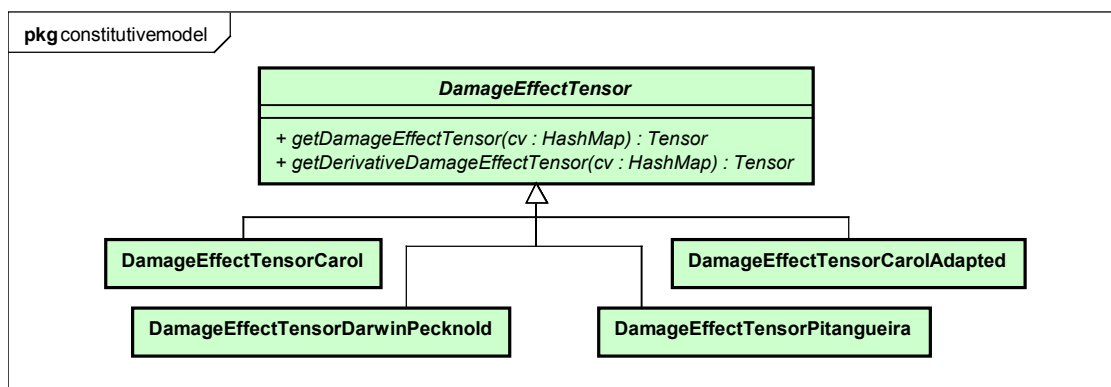 pkg constitutivemodel
DamageEffectTensor
+ getDamageEffectTensor(cv : HashMap) : Tensor
+ getDerivativeDamageEffectTensor(cv : HashMap) : Tensor
DamageEffectTensorCarol
DamageEffectTensorCarolAdapted
DamageEffectTensorDarwinPecknold
DamageEffectTensorPitangueira